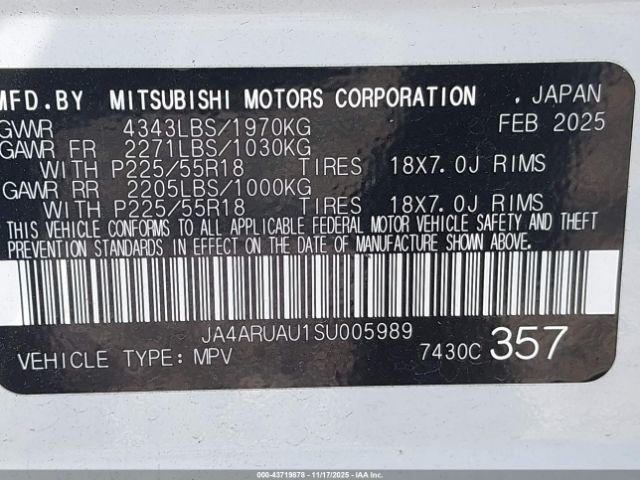 MFD.BY MITSUBISHI MOTORS CORPORATION , JAPAN
GVWR 4343LBS/1970KG FEB 2025
GAWR FR 2271LBS/1030KG
WITH P225/55R18 TIRES 18X7.0J RIMS
GAWR RR 2205LBS/1000KG
WITH P225/55R18 TIRES 18X7.0J RIMS
THIS VEHICLE CONFORMS TO ALL APPLICABLE FEDERAL MOTOR VEHICLE SAFETY AND THEFT
PREVENTION STANDARDS IN EFFECT ON THE DATE OF MANUFACTURE SHOWN ABOVE.
JA4ARUAU1SU005989
VEHICLE TYPE: MPV 7430C 357
000-43719878 - 11/17/2025 - IAAI.COM